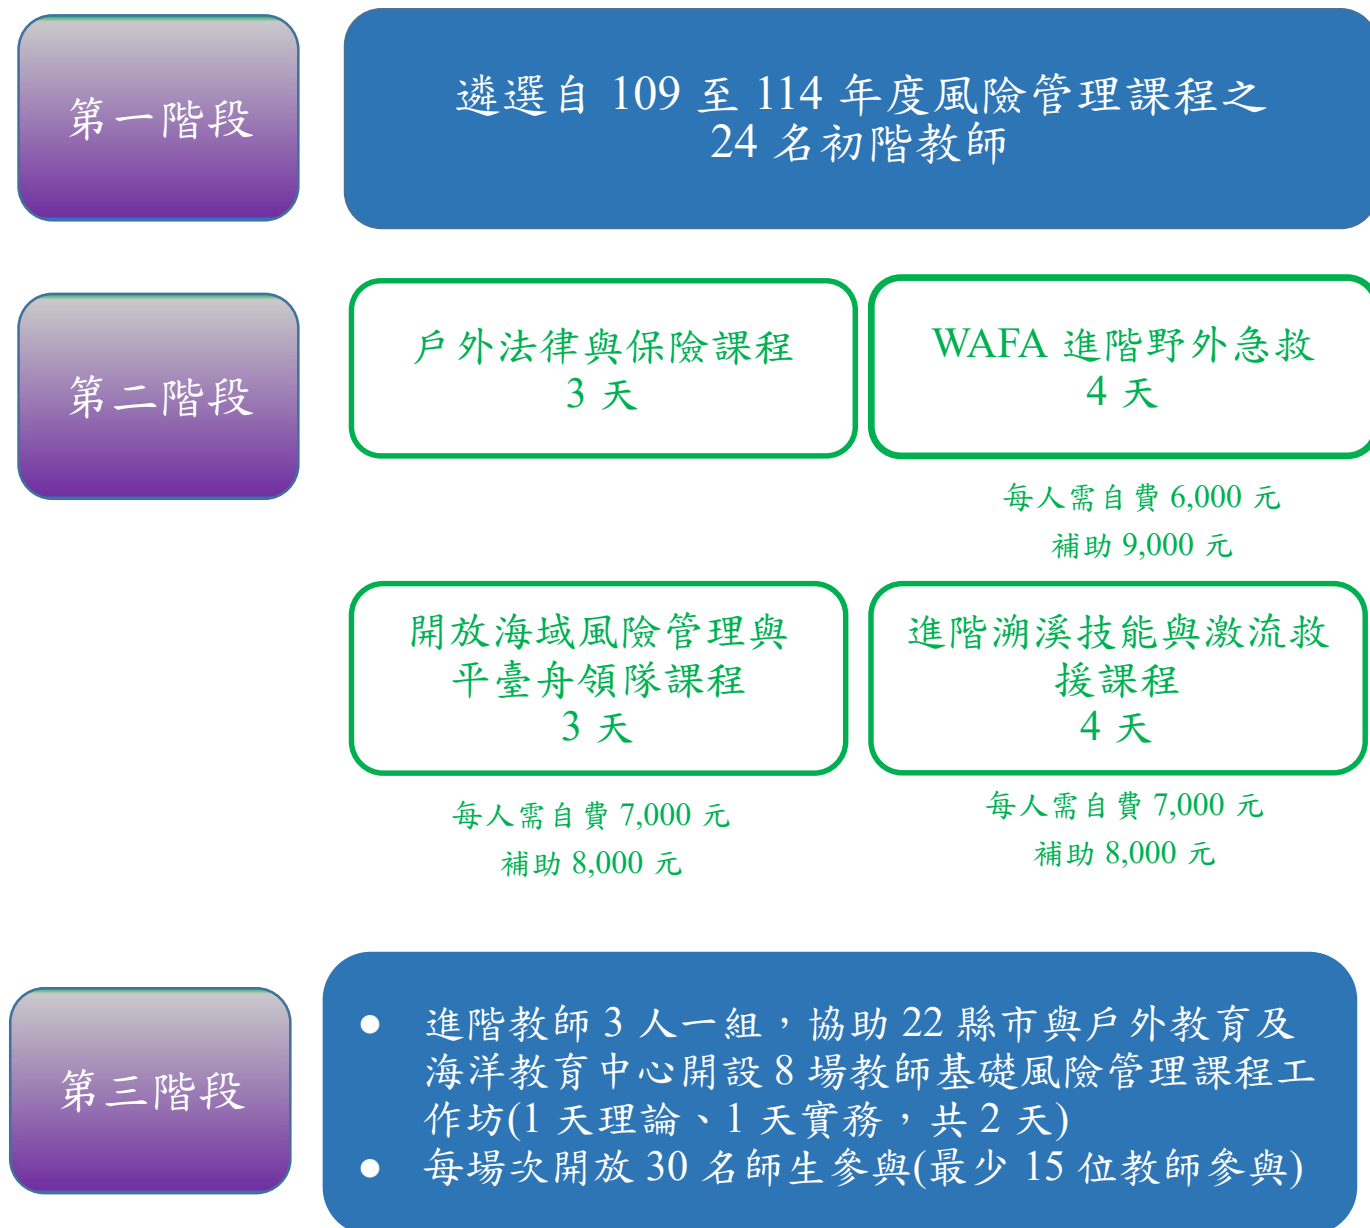 第一階段
遴選自 109 至 114 年度風險管理課程之
24 名初階教師
第二階段
戶外法律與保險課程
3 天
WAFA 進階野外急救
4 天
每人需自費 6,000 元
補助 9,000 元
開放海域風險管理與
平臺舟領隊課程
3 天
每人需自費 7,000 元
補助 8,000 元
進階溯溪技能與激流救
援課程
4 天
每人需自費 7,000 元
補助 8,000 元
第三階段
● 進階教師 3 人一組，協助 22 縣市與戶外教育及
海洋教育中心開設 8 場教師基礎風險管理課程工
作坊(1 天理論、1 天實務，共 2 天)
● 每場次開放 30 名師生參與(最少 15 位教師參與)